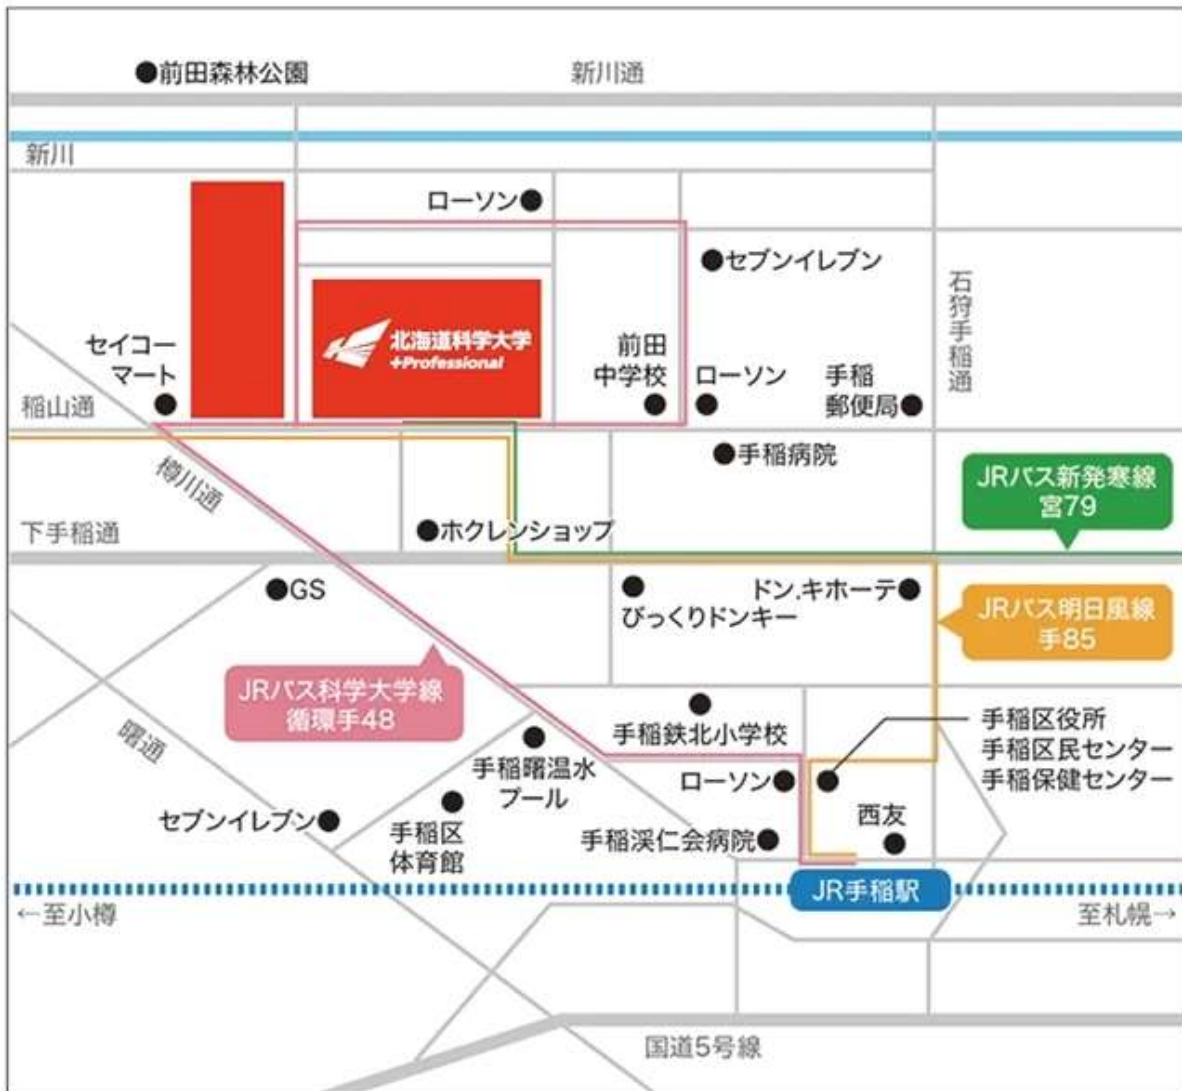 前田森林公園
新川通
新川
ローソン
セブンイレブン
石狩手稲通
北海道科学大学
+Professional
セイコー
マート
前田
中学校
ローソン
手稲
郵便局
稲山通
手稲病院
樽川通
JRバス新発寒線
宮79
下手稲通
ホクレンショップ
GS
びっくりドンキー
ドン.キホーテ
JRバス明日風線
手85
JRバス科学大学線
循環手48
手稲鉄北小学校
手稲区役所
手稲区民センター
手稲保健センター
曙通
手稲曙温水
プール
ローソン
西友
セブンイレブン
手稲区
体育館
手稲渓仁会病院
JR手稲駅
←至小樽
至札幌→
国道5号線